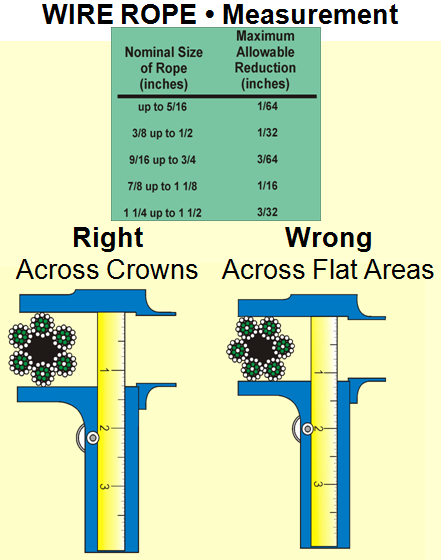 WIRE ROPE • Measurement
Nominal Size of Rope (inches) Maximum Allowable Reduction (inches)
up to 5/16 1/64
3/8 up to 1/2 1/32
9/16 up to 3/4 3/64
7/8 up to 1 1/8 1/16
1 1/4 up to 1 1/2 3/32
Right Wrong
Across Crowns Across Flat Areas
1 1
2 2
3 3